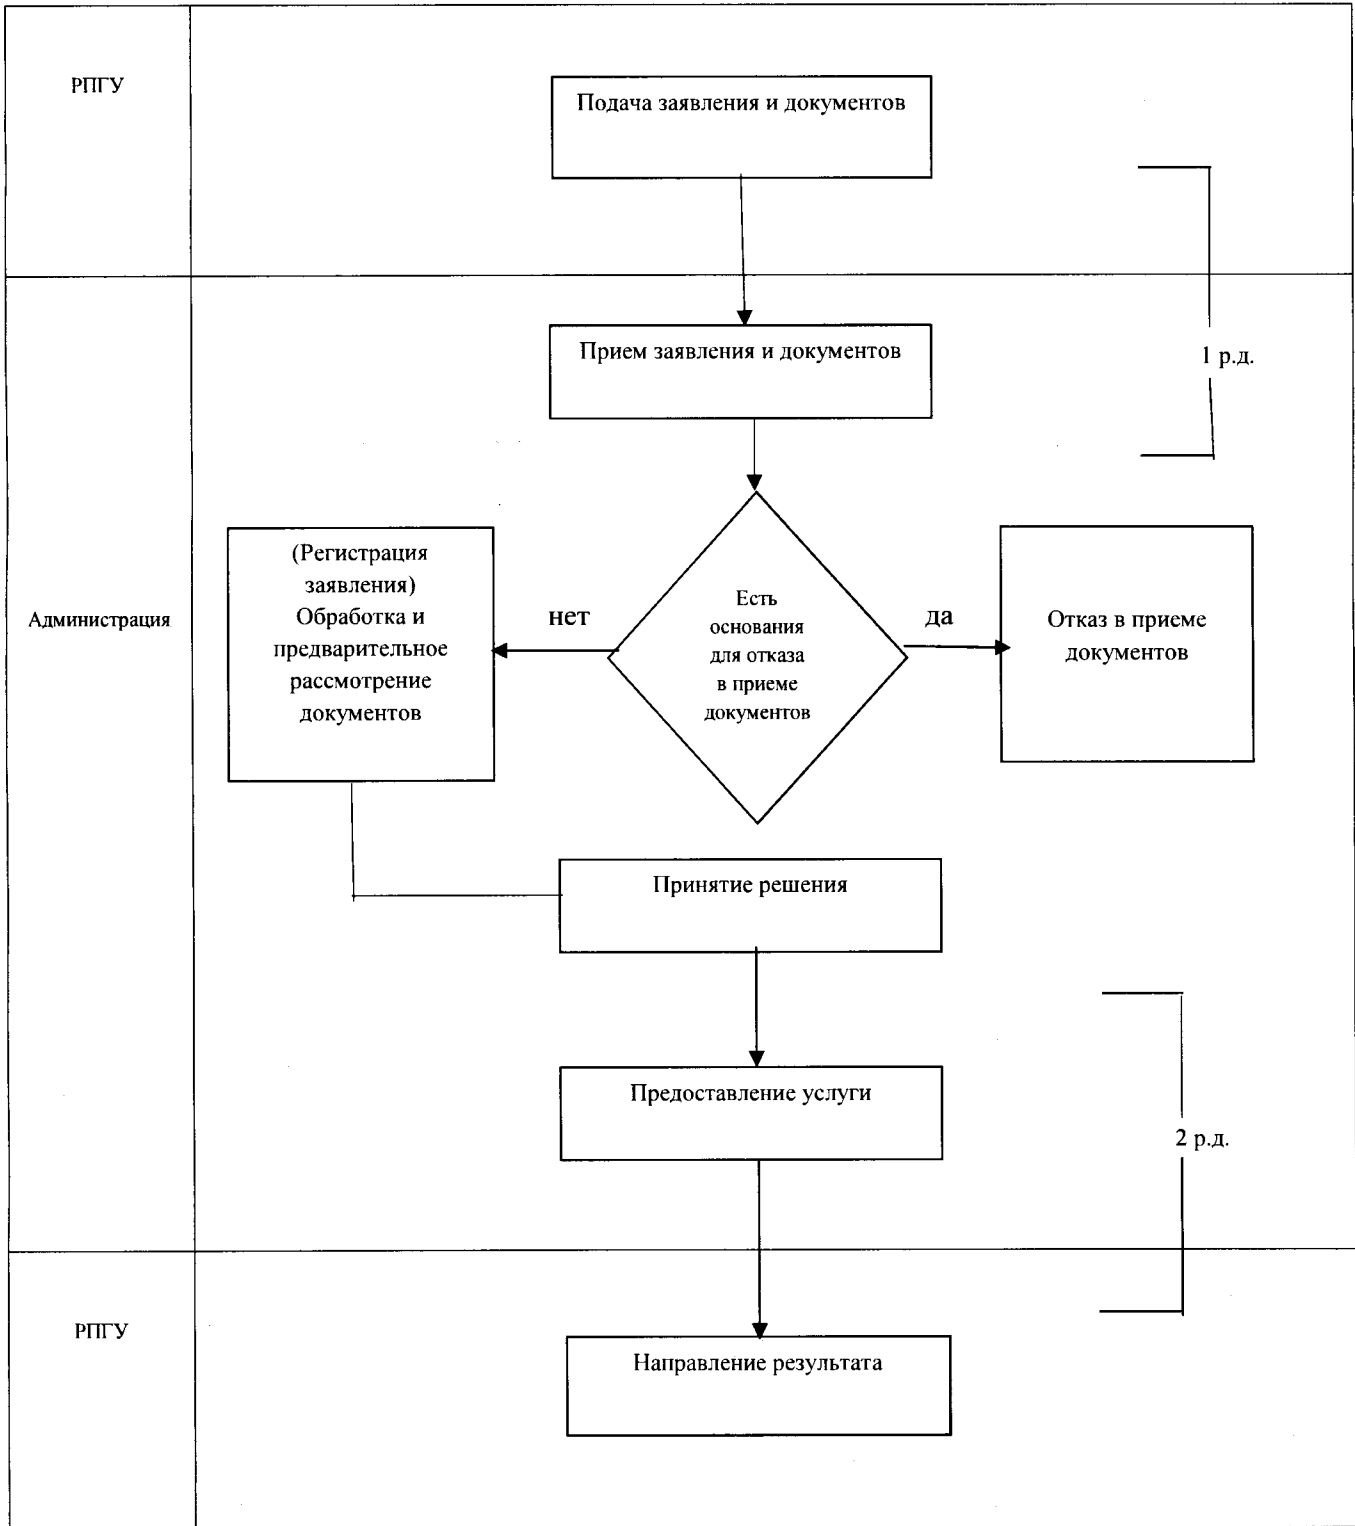 РПГУ
Подача заявления и документов
Прием заявления и документов
1 р.д.
Администрация
(Регистрация
заявления)
Обработка и
предварительное
рассмотрение
документов
нет
Есть
основания
для отказа
в приеме
документов
да
Отказ в приеме
документов
Принятие решения
Предоставление услуги
2 р.д.
РПГУ
Направление результата